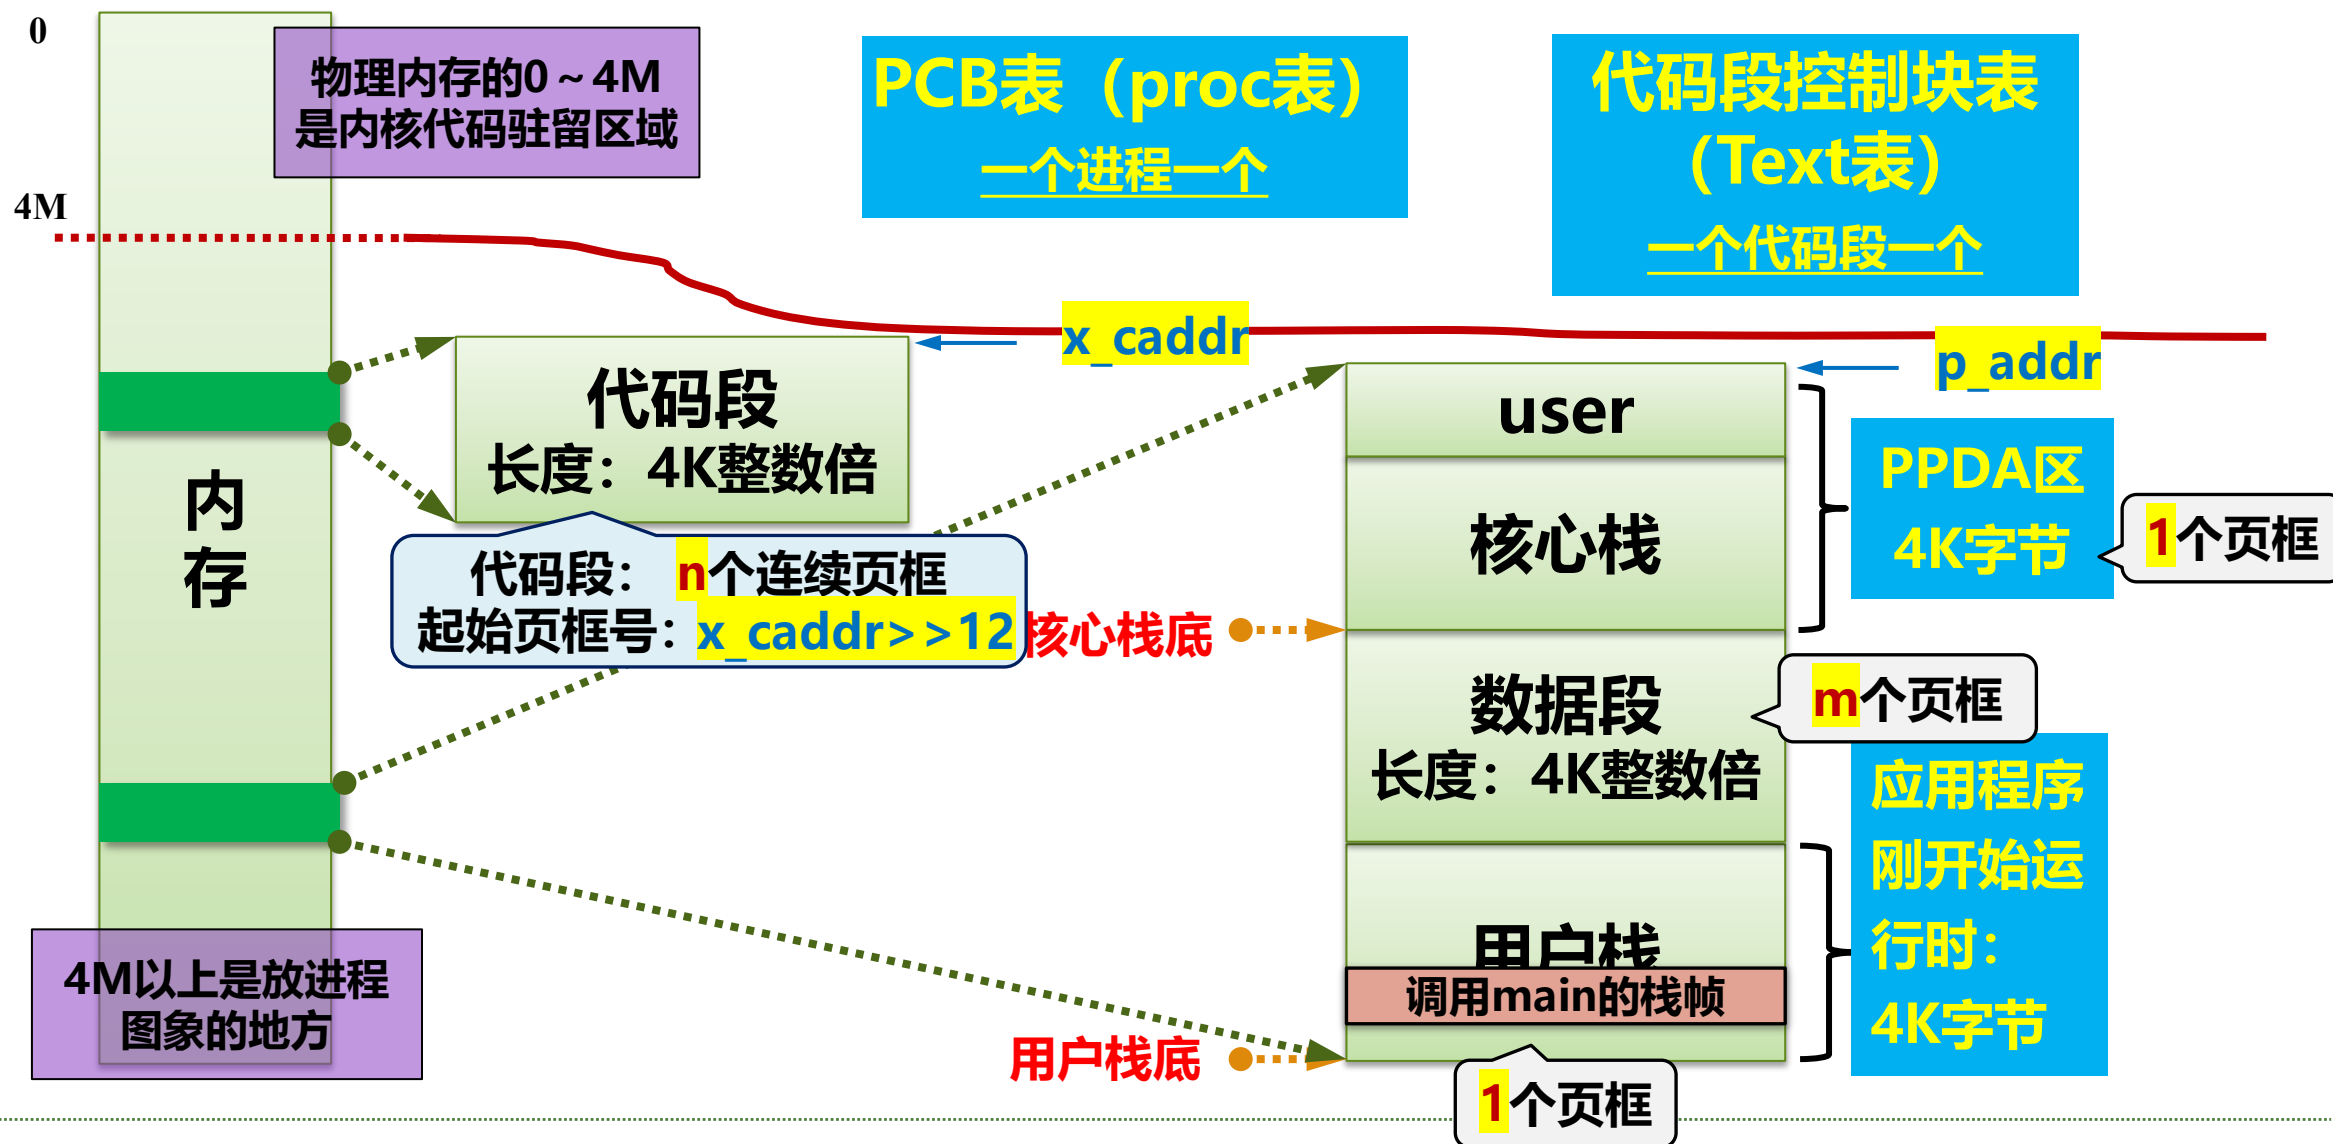 0
物理内存的0～4M
是内核代码驻留区域
PCB表（proc表）
一个进程一个
代码段控制块表
（Text表）
一个代码段一个
4M
x_caddr
p_addr
代码段
长度：4K整数倍
user
PPDA区
4K字节
1个页框
内
存
核心栈
代码段： n个连续页框
起始页框号：x_caddr>>12
核心栈底
数据段
长度：4K整数倍
m个页框
应用程序
刚开始运
行时：
4K字节
用户栈
调用main的栈帧
4M以上是放进程
图象的地方
用户栈底
1个页框